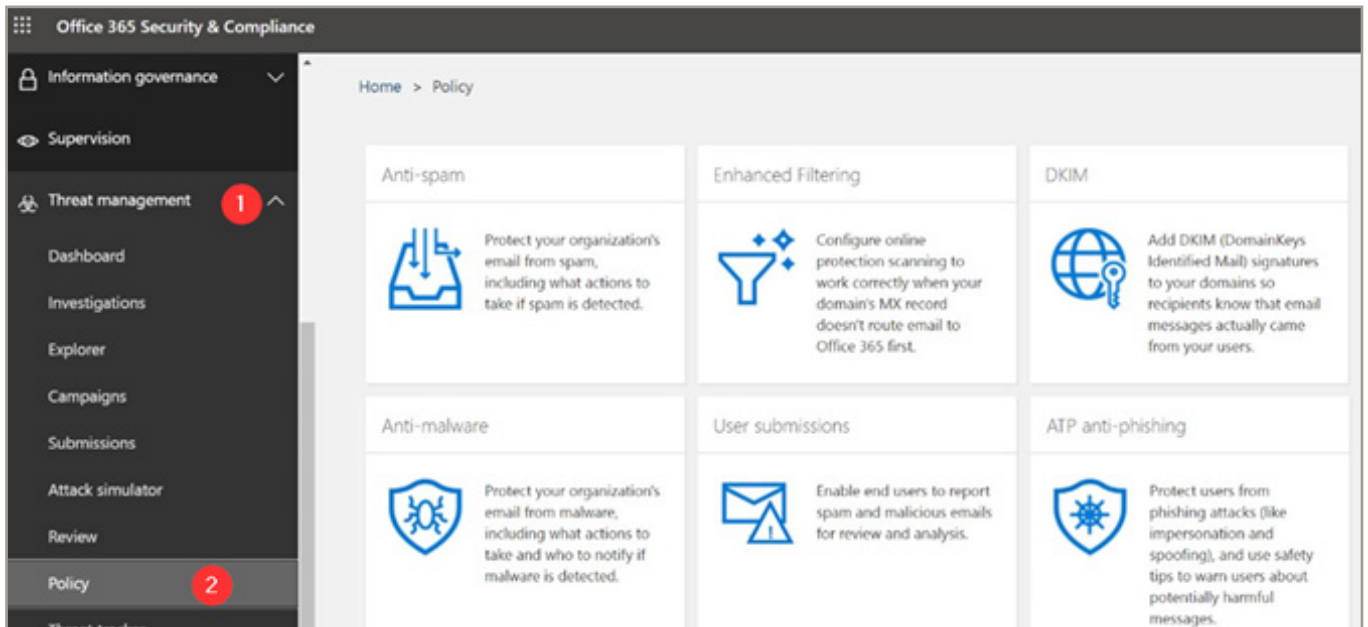 Office 365 Security & Compliance
Information governance
Supervision
Threat management 1
Dashboard
Investigations
Explorer
Campaigns
Submissions
Attack simulator
Review
Policy 2
Home > Policy
Anti-spam
Protect your organization's
email from spam,
including what actions to
take if spam is detected.
Enhanced Filtering
Configure online
protection scanning to
work correctly when your
domain's MX record
doesn't route email to
Office 365 first.
DKIM
Add DKIM (DomainKeys
Identified Mail) signatures
to your domains so
recipients know that email
messages actually came
from your users.
Anti-malware
Protect your organization's
email from malware,
including what actions to
take and who to notify if
malware is detected.
User submissions
Enable end users to report
spam and malicious emails
for review and analysis.
ATP anti-phishing
Protect users from
phishing attacks (like
impersonation and
spoofing), and use safety
tips to warn users about
potentially harmful
messages.